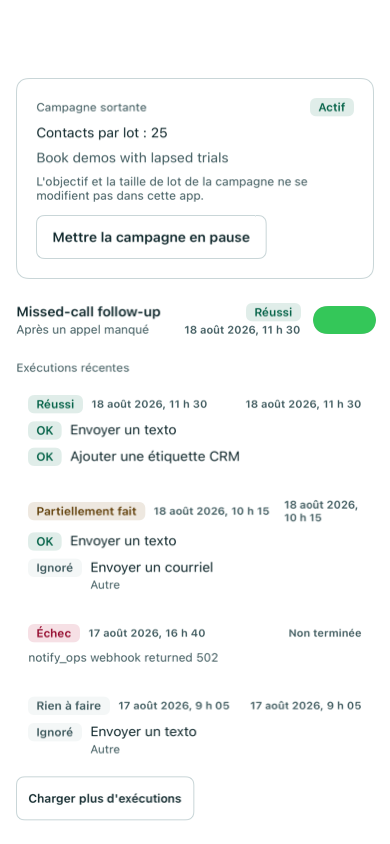 Campagne sortante
Actif
Contacts par lot : 25
Book demos with lapsed trials
L'objectif et la taille de lot de la campagne ne se
modifient pas dans cette app.
Mettre la campagne en pause
Missed-call follow-up
Réussi
Après un appel manqué
18 août 2026, 11 h 30
Exécutions récentes
Réussi 18 août 2026, 11 h 30 18 août 2026, 11 h 30
OK Envoyer un texto
OK Ajouter une étiquette CRM
Partiellement fait 18 août 2026, 10 h 15 18 août 2026,
10 h 15
OK Envoyer un texto
Ignoré Envoyer un courriel
Autre
Échec 17 août 2026, 16 h 40 Non terminée
notify_ops webhook returned 502
Rien à faire 17 août 2026, 9 h 05 17 août 2026, 9 h 05
Ignoré Envoyer un texto
Autre
Charger plus d'exécutions